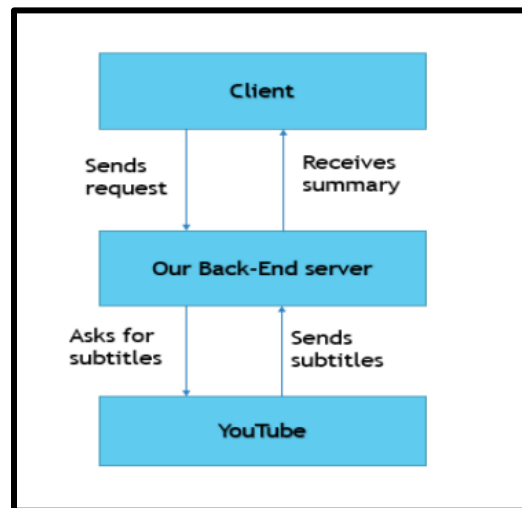 Client
Sends
request
Receives
summary
Our Back-End server
Asks for
subtitles
Sends
subtitles
YouTube